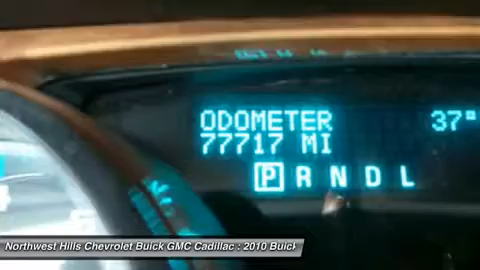 ODOMETER 37°
77717 MI
P R N D L
Northwest Hills Chevrolet Buick GMC Cadillac : 2010 Buick